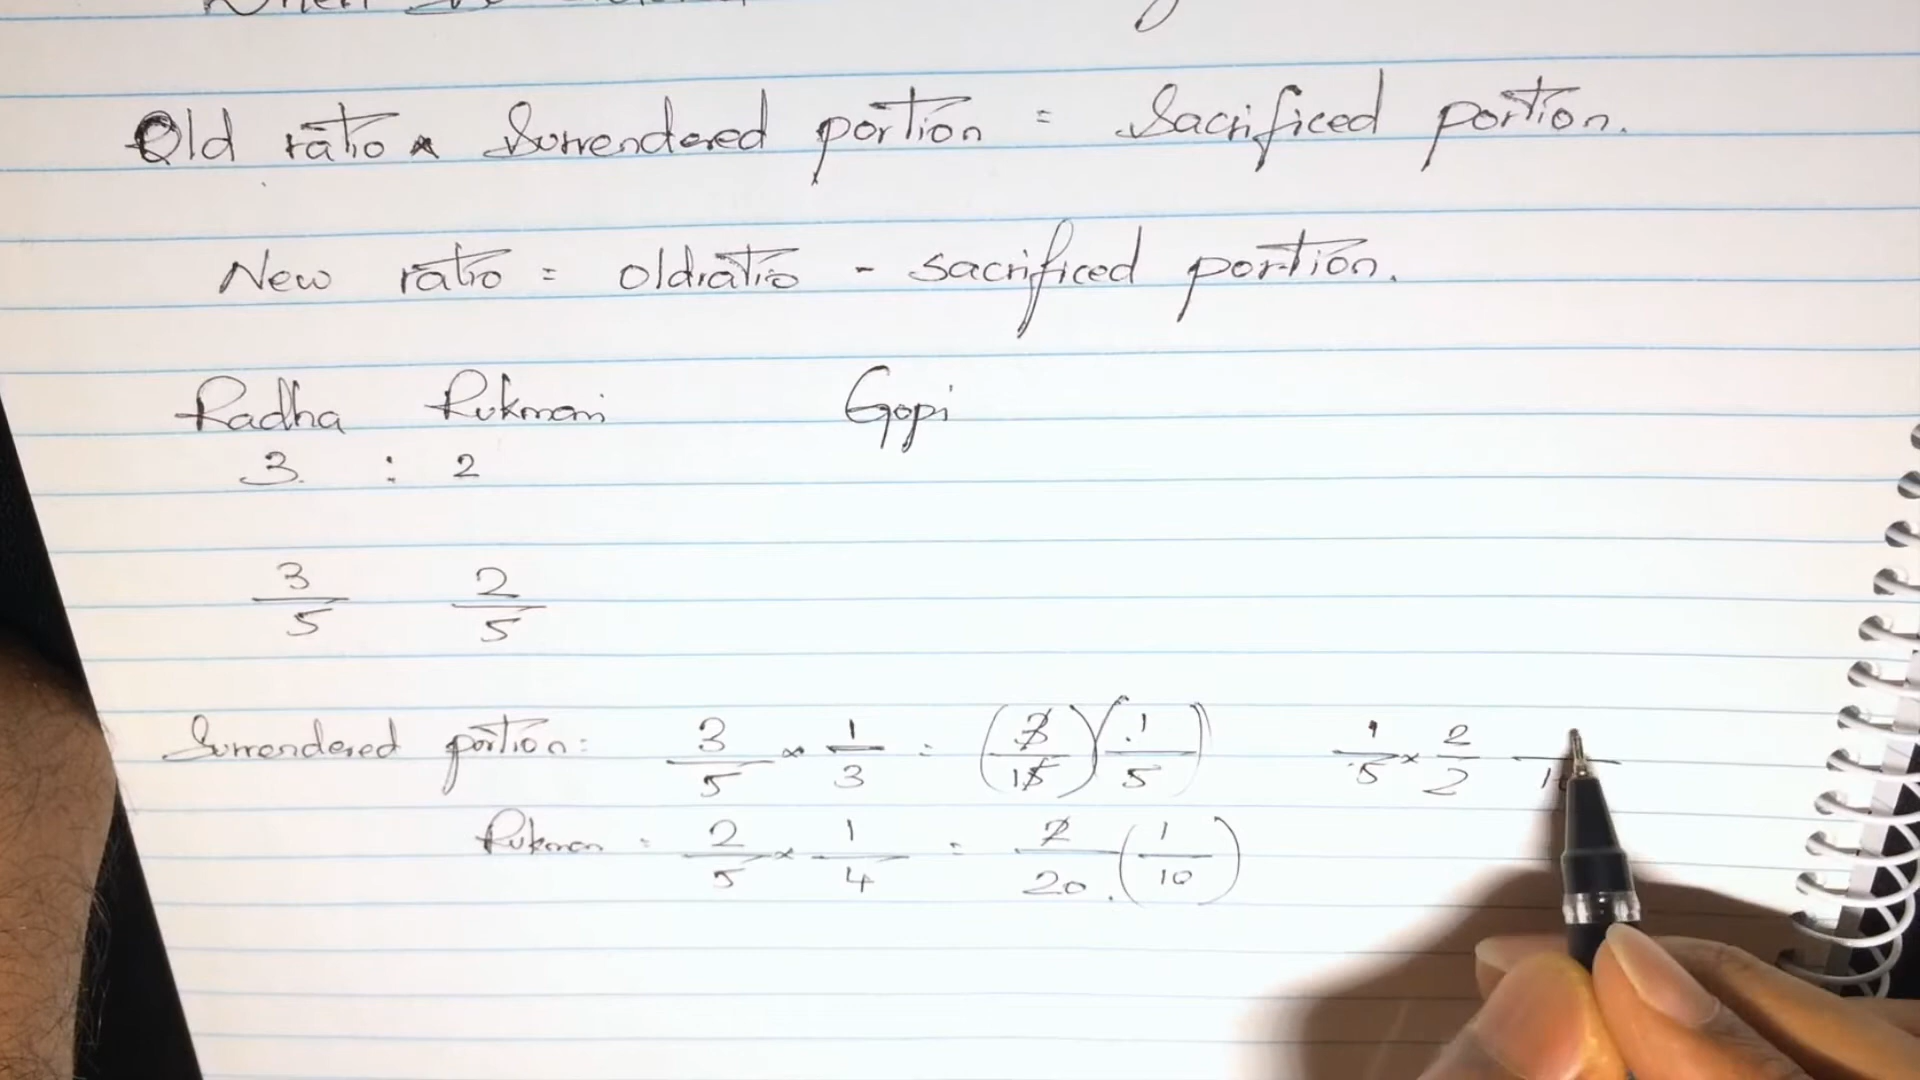 When
Old ratio x Surrendered portion = Sacrificed portion.
New ratio = oldratio - sacrificed portion.
Radha Rukmani Gopi
3 : 2
3/5 2/5
Surrendered portion: 3/5 x 1/3 = (3/15) (1/5) 1/5 x 2/2
Rukman = 2/5 x 1/4 = 2/20 (1/10)